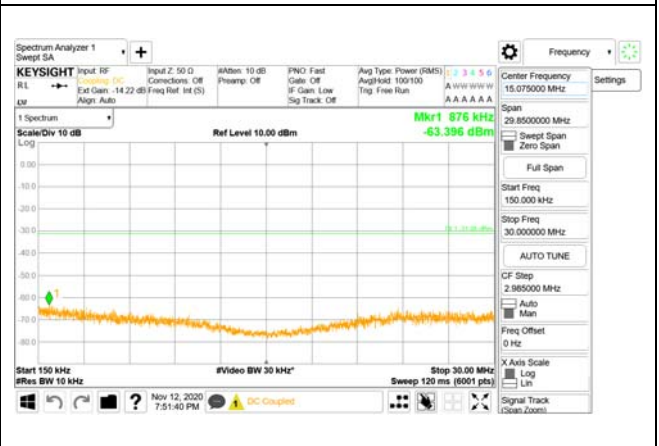 Spectrum Analyzer 1
Swept SA
+
Frequency
KEYSIGHT Input: RF
RL
Coupling: DC
Ext Gain: -14.22 dB
Align: Auto
Input Z: 50 Ω
Corrections: Off
Freq Ref: Int (S)
#Atten: 10 dB
Preamp: Off
PNO: Fast
Gate: Off
IF Gain: Low
Sig Track: Off
Avg Type: Power (RMS)
Avg|Hold: 100/100
Trig: Free Run
1 2 3 4 5 6
A W W W W W
A A A A A A
1 Spectrum
Scale/Div 10 dB
Ref Level 10.00 dBm
Mkr1 876 kHz
-63.396 dBm
Log
0.00
-10.0
-20.0
-30.0
-40.0
-50.0
-60.0
-70.0
-80.0
1
Start 150 kHz
#Res BW 10 kHz
#Video BW 30 kHz*
Stop 30.00 MHz
Sweep 120 ms (6001 pts)
Center Frequency
15.075000 MHz
Settings
Span
29.8500000 MHz
Swept Span
Zero Span
Full Span
Start Freq
150.000 kHz
Stop Freq
30.000000 MHz
AUTO TUNE
CF Step
2.985000 MHz
Auto
Man
Freq Offset
0 Hz
X Axis Scale
Log
Lin
Signal Track
(Span Zoom)
?
Nov 12, 2020
7:51:40 PM
DC Coupled